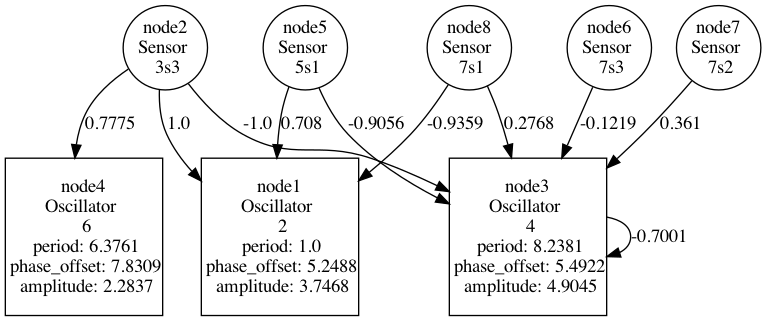 node2
Sensor
3s3
node5
Sensor
5s1
node8
Sensor
7s1
node6
Sensor
7s3
node7
Sensor
7s2
0.7775
1.0
-1.0
0.708
-0.9056
-0.9359
0.2768
-0.1219
0.361
node4
Oscillator
6
period: 6.3761
phase_offset: 7.8309
amplitude: 2.2837
node1
Oscillator
2
period: 1.0
phase_offset: 5.2488
amplitude: 3.7468
node3
Oscillator
4
period: 8.2381
phase_offset: 5.4922
amplitude: 4.9045
-0.7001